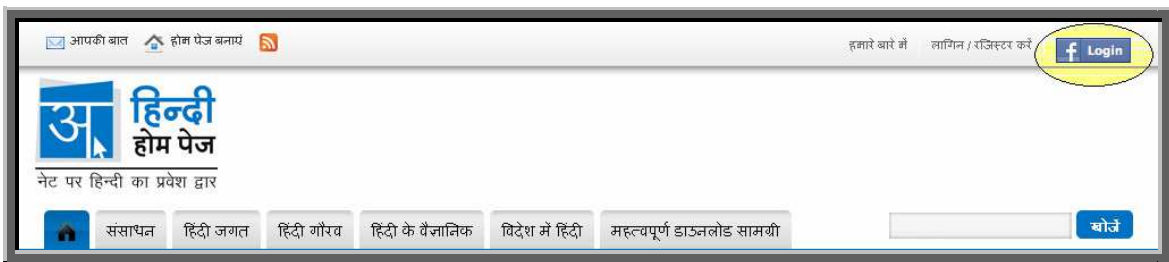 आपकी बात होम पेज बनाएं हमारे बारे में लागिन / रजिस्टर करें f Login
अ
हिन्दी
होम पेज
नेट पर हिन्दी का प्रवेश द्वार
संसाधन हिंदी जगत हिंदी गौरव हिंदी के वैज्ञानिक विदेश में हिंदी महत्वपूर्ण डाउनलोड सामग्री खोजें